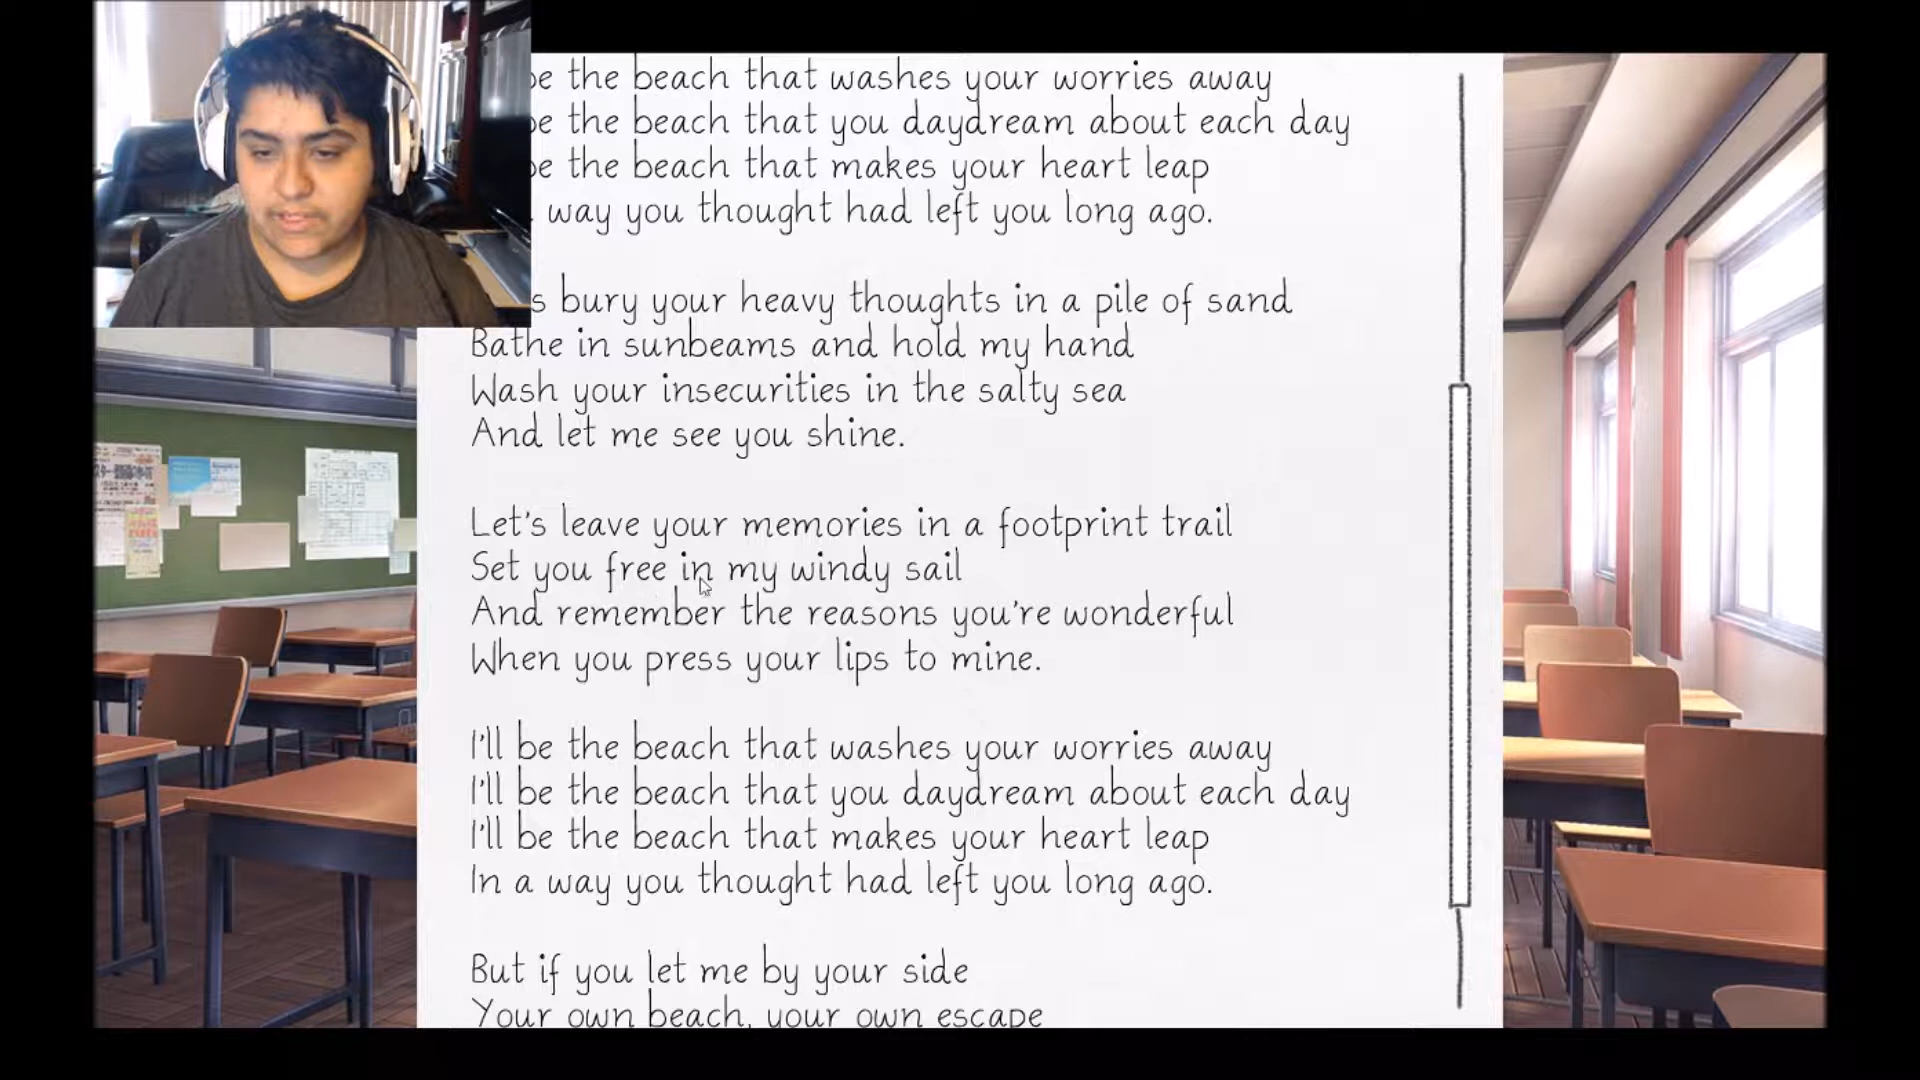 be the beach that washes your worries away
be the beach that you daydream about each day
be the beach that makes your heart leap
way you thought had left you long ago.
s bury your heavy thoughts in a pile of sand
Bathe in sunbeams and hold my hand
Wash your insecurities in the salty sea
And let me see you shine.
Let's leave your memories in a footprint trail
Set you free in my windy sail
And remember the reasons you're wonderful
When you press your lips to mine.
I'll be the beach that washes your worries away
I'll be the beach that you daydream about each day
I'll be the beach that makes your heart leap
In a way you thought had left you long ago.
But if you let me by your side
Your own beach, your own escape